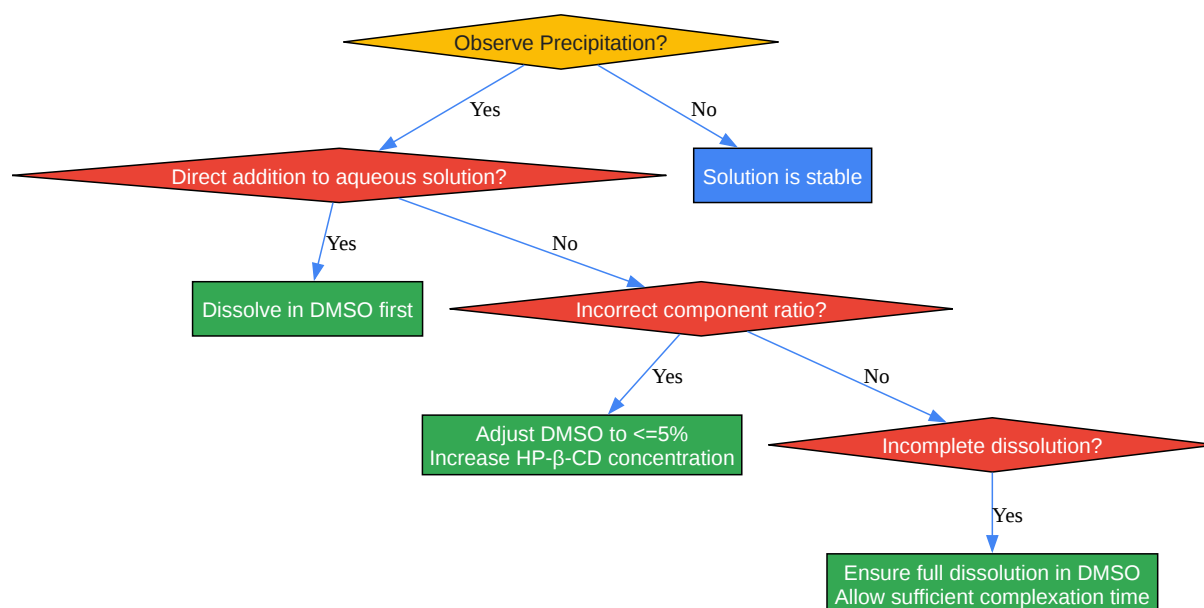 Observe Precipitation?
Yes
No
Direct addition to aqueous solution?
Solution is stable
Yes
No
Dissolve in DMSO first
Incorrect component ratio?
Yes
No
Adjust DMSO to <=5%
Increase HP-β-CD concentration
Incomplete dissolution?
Yes
Ensure full dissolution in DMSO
Allow sufficient complexation time